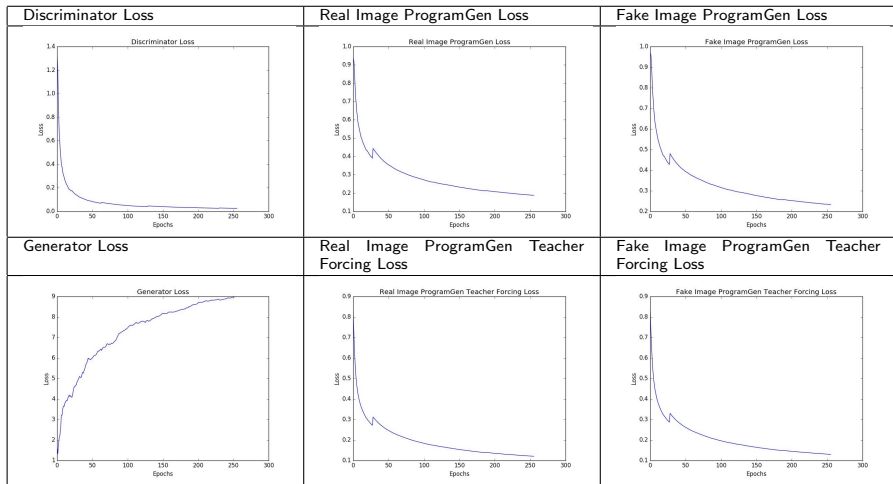 Discriminator Loss
Real Image ProgramGen Loss
Fake Image ProgramGen Loss
Discriminator Loss
1.4
1.2
1.0
0.8
0.6
0.4
0.2
0.0
Loss
0 50 100 150 200 250 300
Epochs
Real Image ProgramGen Loss
1.0
0.9
0.8
0.7
0.6
0.5
0.4
0.3
0.2
0.1
Loss
0 50 100 150 200 250 300
Epochs
Fake Image ProgramGen Loss
1.0
0.9
0.8
0.7
0.6
0.5
0.4
0.3
0.2
Loss
0 50 100 150 200 250 300
Epochs
Generator Loss
Real Image ProgramGen Teacher
Forcing Loss
Fake Image ProgramGen Teacher
Forcing Loss
Generator Loss
9
8
7
6
5
4
3
2
1
Loss
0 50 100 150 200 250 300
Epochs
Real Image ProgramGen Teacher Forcing Loss
0.9
0.8
0.7
0.6
0.5
0.4
0.3
0.2
0.1
Loss
0 50 100 150 200 250 300
Epochs
Fake Image ProgramGen Teacher Forcing Loss
0.9
0.8
0.7
0.6
0.5
0.4
0.3
0.2
0.1
Loss
0 50 100 150 200 250 300
Epochs